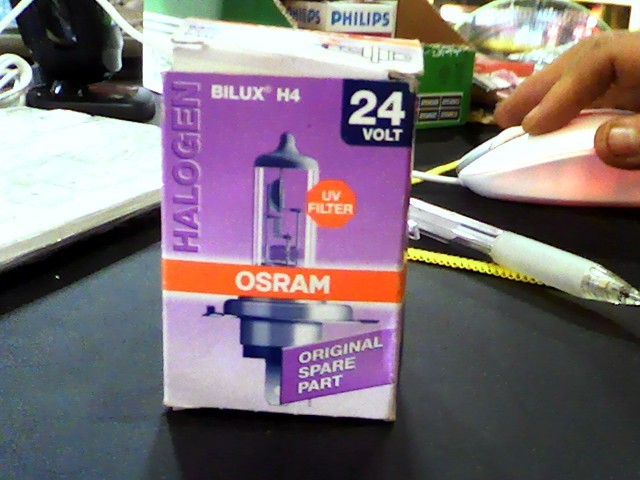 PHILIPS
BILUX® H4
24
VOLT
HALOGEN
UV
FILTER
OSRAM
ORIGINAL
SPARE
PART